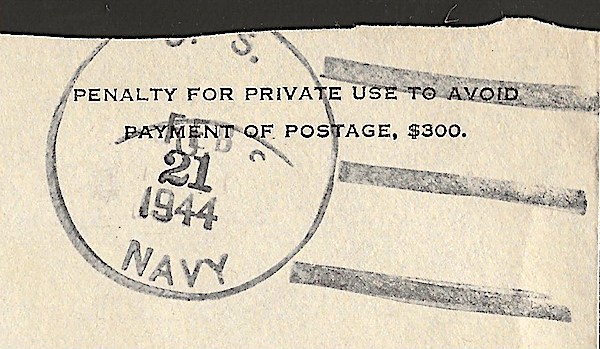 U. S.
PENALTY FOR PRIVATE USE TO AVOID
PAYMENT OF POSTAGE, $300.
21
1944
NAVY